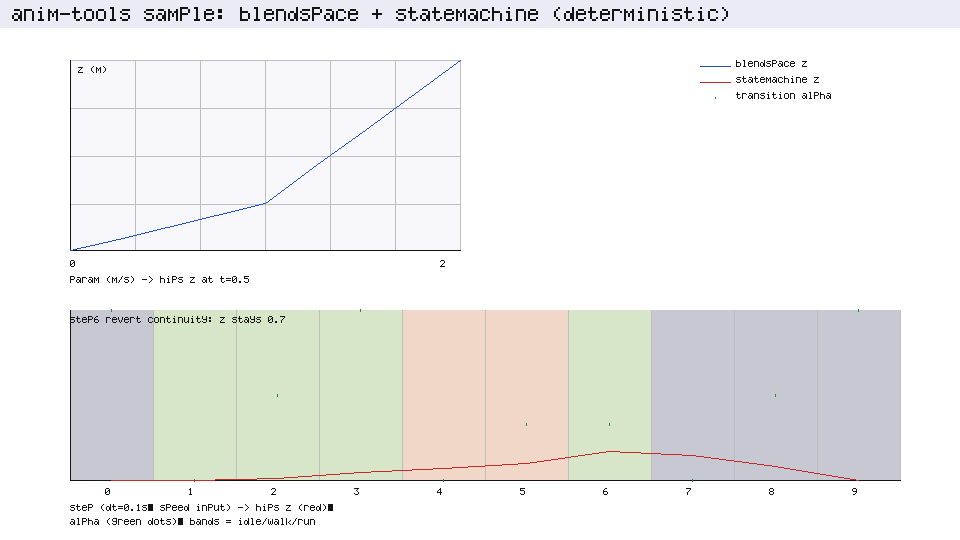 aniM-tools saMPle: blendsPace + stateMachine (deterMinistic)
z (M)
blendsPace z
stateMachine z
transition alPha
0 2
ParaM (M/s) -> hiPs z at t=0.5
steP6 revert continuity: z stays 0.7
0 1 2 3 4 5 6 7 8 9
steP (dt=0.1s■ sPeed inPut) -> hiPs z (red)■
alPha (green dots)■ bands = idle/walk/run